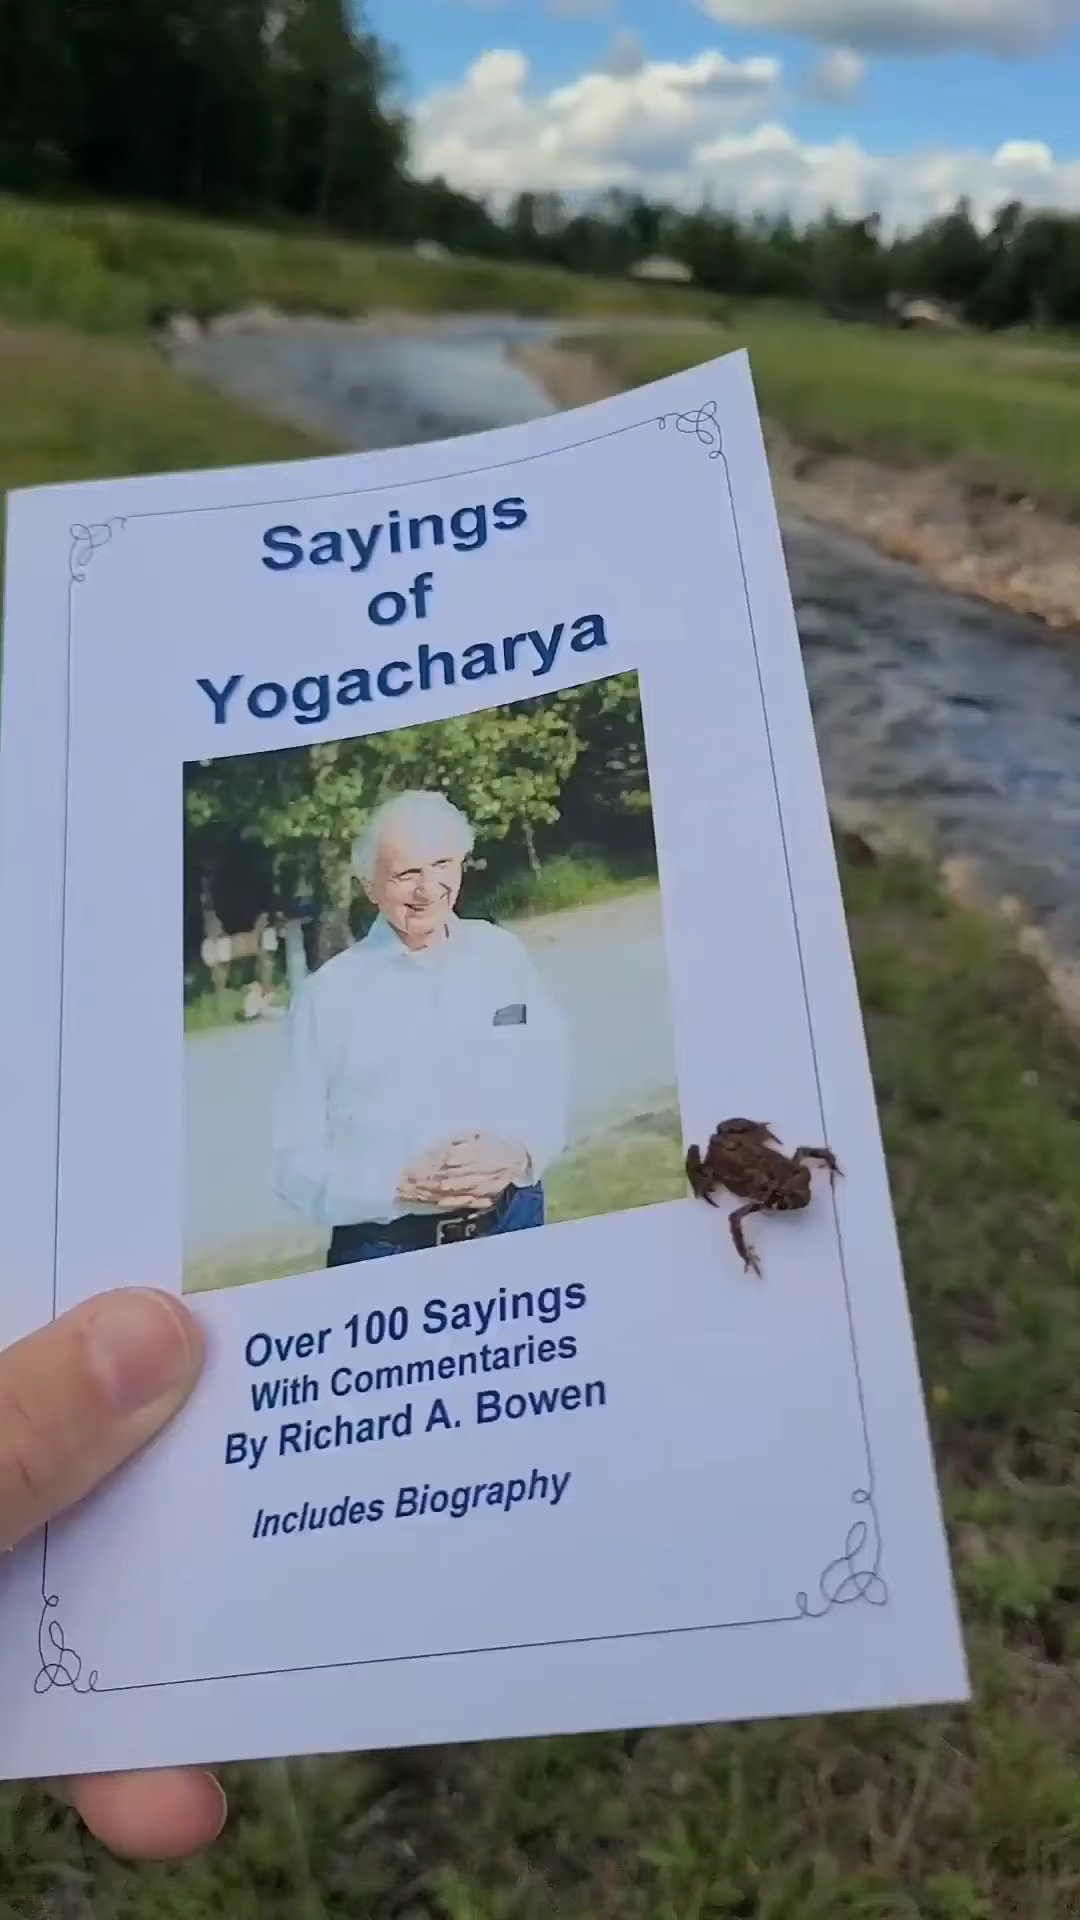 Sayings
of
Yogacharya
Over 100 Sayings
With Commentaries
By Richard A. Bowen
Includes Biography